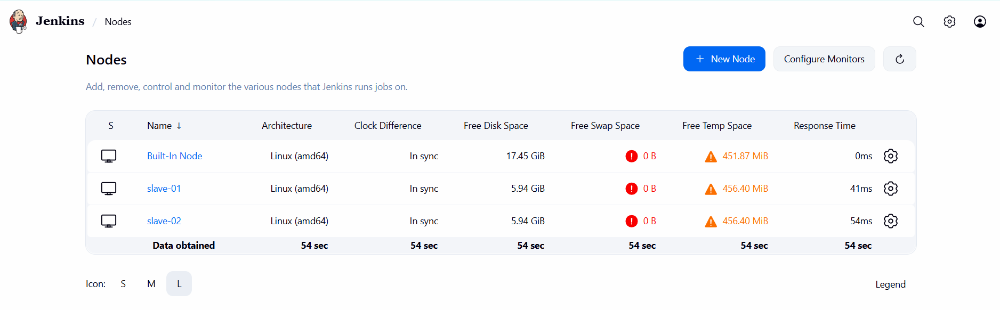 Jenkins / Nodes
Nodes
+ New Node
Configure Monitors
Add, remove, control and monitor the various nodes that Jenkins runs jobs on.
S Name ↓ Architecture Clock Difference Free Disk Space Free Swap Space Free Temp Space Response Time
Built-In Node Linux (amd64) In sync 17.45 GiB 0 B 451.87 MiB 0ms
slave-01 Linux (amd64) In sync 5.94 GiB 0 B 456.40 MiB 41ms
slave-02 Linux (amd64) In sync 5.94 GiB 0 B 456.40 MiB 54ms
Data obtained 54 sec 54 sec 54 sec 54 sec 54 sec 54 sec
Icon: S M L Legend